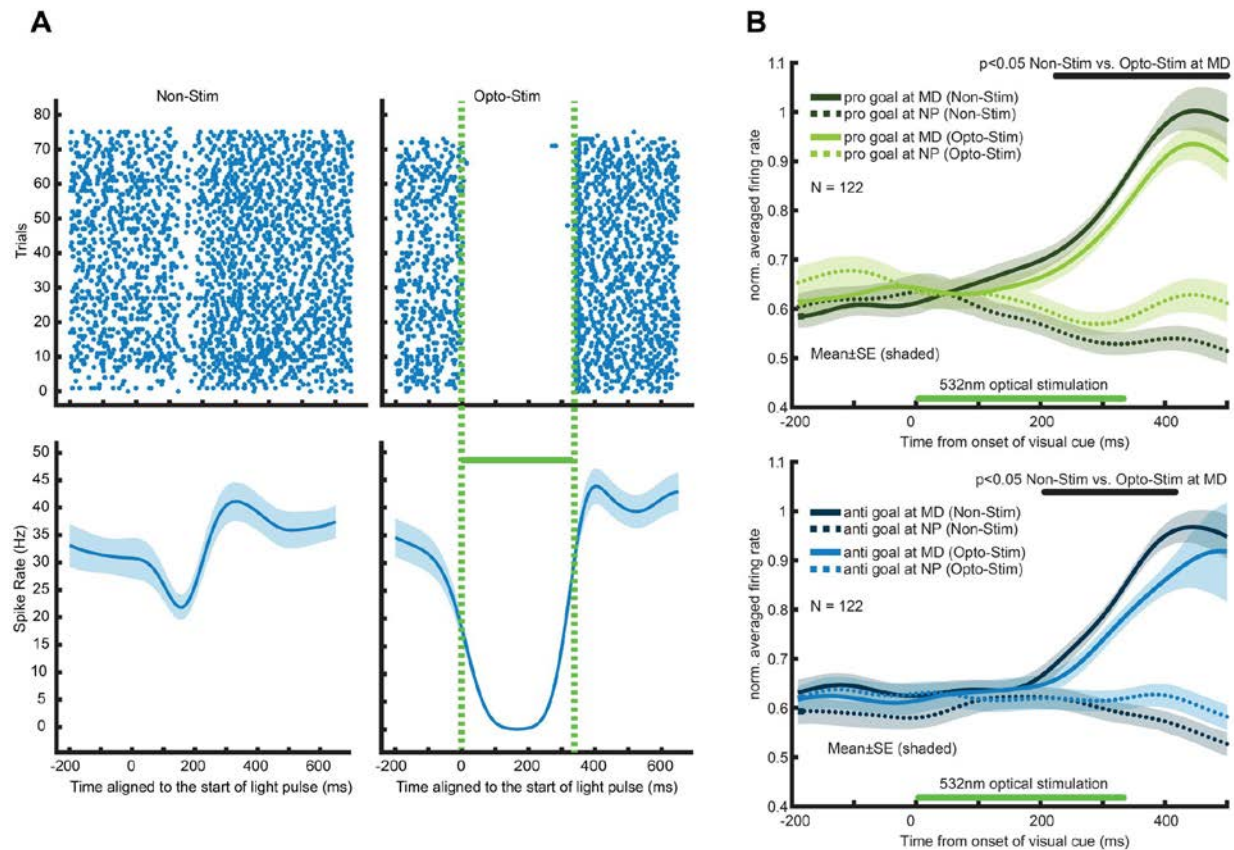 A
Non-Stim
Opto-Stim
Trials
80
70
60
50
40
30
20
10
0
Spike Rate (Hz)
50
45
40
35
30
25
20
15
10
5
0
-200 0 200 400 600
Time aligned to the start of light pulse (ms)
-200 0 200 400 600
Time aligned to the start of light pulse (ms)
B
p<0.05 Non-Stim vs. Opto-Stim at MD
pro goal at MD (Non-Stim)
pro goal at NP (Non-Stim)
pro goal at MD (Opto-Stim)
pro goal at NP (Opto-Stim)
N = 122
Mean±SE (shaded)
532nm optical stimulation
norm. averaged firing rate
1.1
1
0.9
0.8
0.7
0.6
0.5
0.4
-200 0 200 400
Time from onset of visual cue (ms)
p<0.05 Non-Stim vs. Opto-Stim at MD
anti goal at MD (Non-Stim)
anti goal at NP (Non-Stim)
anti goal at MD (Opto-Stim)
anti goal at NP (Opto-Stim)
N = 122
Mean±SE (shaded)
532nm optical stimulation
norm. averaged firing rate
1.1
1
0.9
0.8
0.7
0.6
0.5
0.4
-200 0 200 400
Time from onset of visual cue (ms)